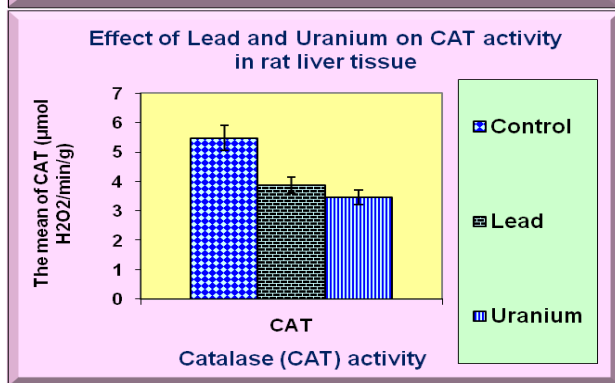 Effect of Lead and Uranium on CAT activity
in rat liver tissue
The mean of CAT (µmol
H2O2/min/g)
7
6
5
4
3
2
1
0
CAT
Catalase (CAT) activity
Control
Lead
Uranium